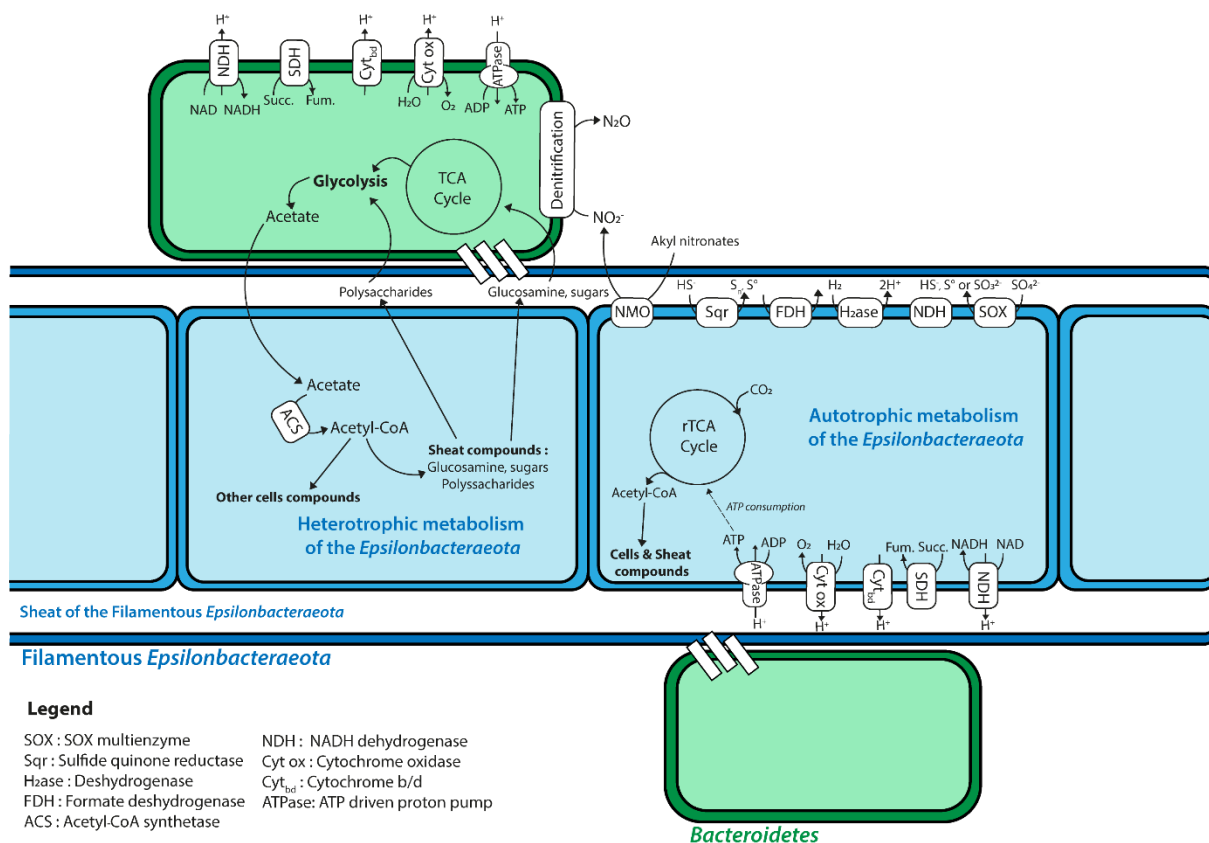 H⁺
H⁺
H⁺
H⁺
NDH
SDH
Cyt bd
Cyt ox
ATPase
NAD NADH
Succ. Fum.
H₂O O₂
ADP ATP
Denitrification
N₂O
NO₂⁻
Glycolysis
TCA
Cycle
Acetate
Akyl nitronates
Polysaccharides
Glucosamine, sugars
HS⁻
Sn, S°
H₂
2H⁺
HS⁻, S° or SO₃²⁻
SO₄²⁻
NMO
Sqr
FDH
H₂ase
NDH
SOX
Acetate
ACS
Acetyl-CoA
Sheat compounds :
Glucosamine, sugars
Polyssacharides
Other cells compounds
Heterotrophic metabolism
of the Epsilonbacteraeota
CO₂
rTCA
Cycle
Autotrophic metabolism
of the Epsilonbacteraeota
Acetyl-CoA
ATP consumption
Cells & Sheat
compounds
ATP ADP
O₂ H₂O
Fum. Succ.
NADH NAD
ATPase
Cyt ox
Cyt bd
SDH
NDH
H⁺
H⁺
H⁺
H⁺
Sheat of the Filamentous Epsilonbacteraeota
Filamentous Epsilonbacteraeota
Legend
SOX : SOX multienzyme
Sqr : Sulfide quinone reductase
H₂ase : Deshydrogenase
FDH : Formate deshydrogenase
ACS : Acetyl-CoA synthetase
NDH : NADH dehydrogenase
Cyt ox : Cytochrome oxidase
Cyt bd : Cytochrome b/d
ATPase: ATP driven proton pump
Bacteroidetes